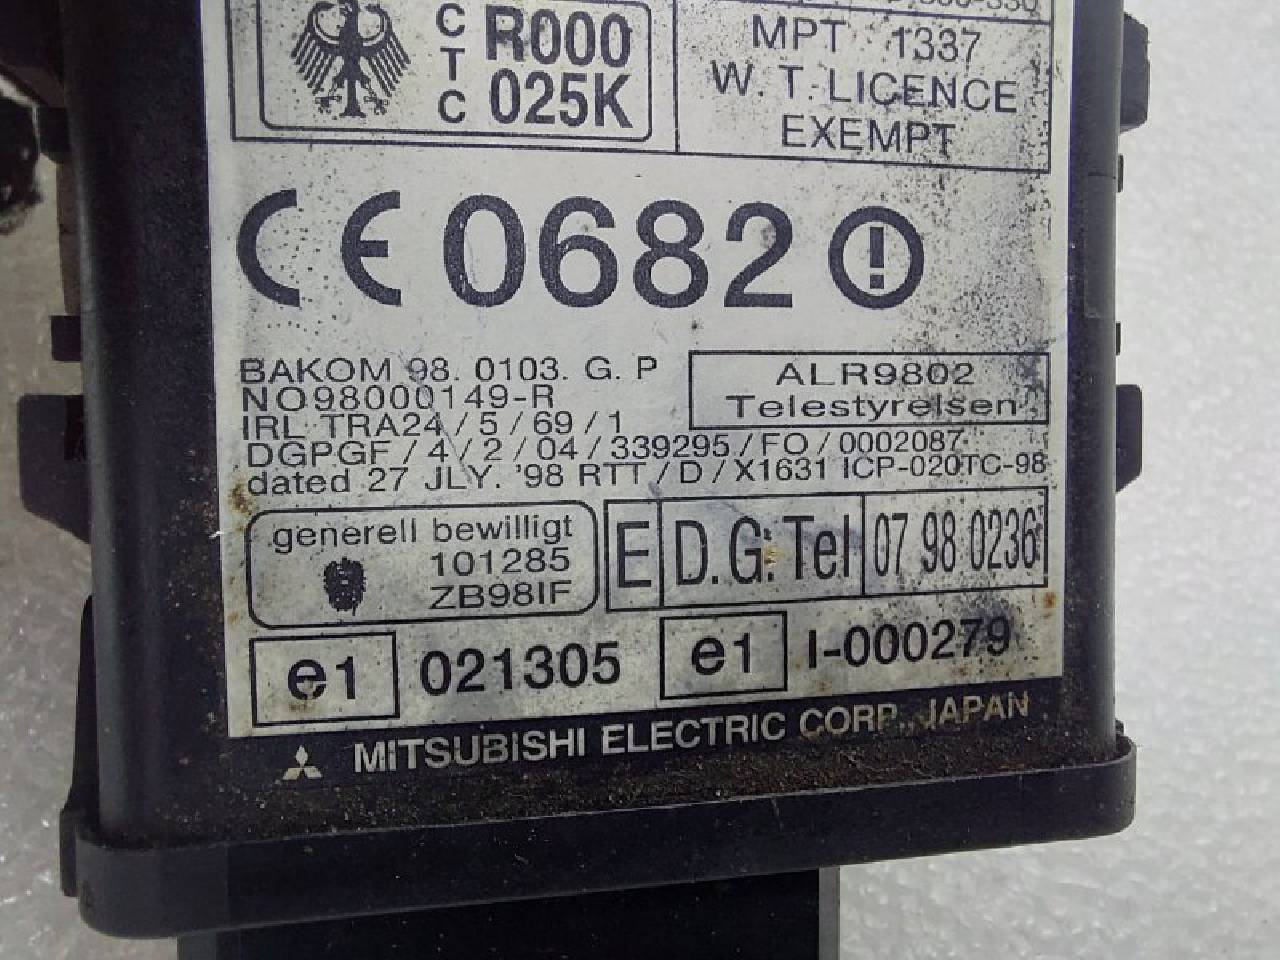 CTC R000
025K
MPT 1337
W. T. LICENCE
EXEMPT
CE 0682
BAKOM 98. 0103. G. P
NO98000149-R
ALR9802
Telestyrelsen
IRL TRA24/5/69/1
DGPGF/4/2/04/339295/FO/0002087
dated 27 JLY. '98 RTT/D/X1631 ICP-020TC-98
generell bewilligt
101285
ZB98IF
E D.G.Tel 07 98 0236
e1 021305 e1 I-000279
MITSUBISHI ELECTRIC CORP., JAPAN